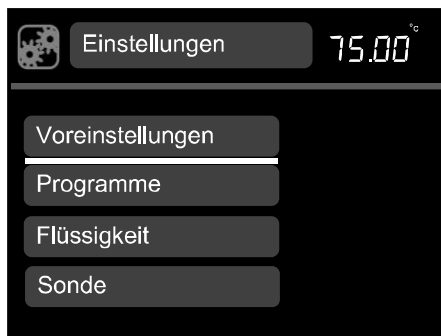 Einstellungen 75.00°c
Voreinstellungen
Programme
Flüssigkeit
Sonde